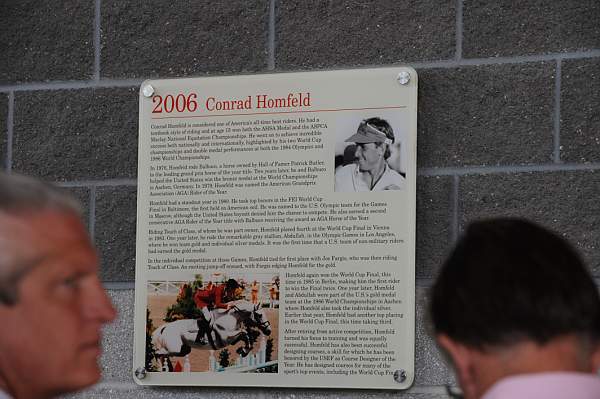 2006 Conrad Homfeld
Conrad Homfeld is considered one of America's all-time best riders. He had a
textbook style of riding and at age 15 won both the AHSA Medal and the ASPCA
Maclay National Equitation Championships. He went on to achieve incredible
success both nationally and internationally, highlighted by his two World Cup
championships and double medal performances at both the 1984 Olympics and
1986 World Championships.
In 1976, Homfeld rode Balbuco, a horse owned by Hall of Famer Patrick Butler,
to the leading grand prix horse of the year title. Two years later, he and Balbuco
helped the United States win the bronze medal at the World Championships
in Aachen, Germany. In 1979, Homfeld was named the American Grandprix
Association (AGA) Rider of the Year.
Homfeld had a standout year in 1980. He took top honors in the FEI World Cup
Final in Baltimore, the first held on American soil. He was named to the U.S. Olympic team for the Games
in Moscow, although the United States boycott denied him the chance to compete. He also earned a second
AGA Rider of the Year title with Balbuco receiving the award as AGA Horse of the Year.
Riding Touch of Class, of whom he was part owner, Homfeld placed fourth at the World Cup Final in Vienna
in 1983. One year later, he rode the remarkable gray stallion, Abdullah, in the Olympic Games in Los Angeles,
where he won team gold and individual silver medals. It was the first time that a U.S. team of non-military riders
had earned the gold medal.
In the individual competition at those Games, Homfeld tied for first place with Joe Fargis, who was then riding
Touch of Class. An exciting jump-off ensued, with Fargis edging Homfeld for the gold.
Homfeld again won the World Cup Final, this
time in 1985 in Berlin, making him the first rider
to win the Final twice. One year later, Homfeld
and Abdullah were part of the U.S.'s gold medal
team at the 1986 World Championships in Aachen
where Homfeld also took the individual silver.
Earlier that year, Homfeld had another top placing
in the World Cup Final, this time taking third.
After retiring from active competition, Homfeld
turned his focus to training and was equally
successful. Homfeld has also been successful
designing courses, a skill for which he has been
honored by the USEF as Course Designer of the
Year. He has designed courses for many of the
sport's top events, including the World Cup